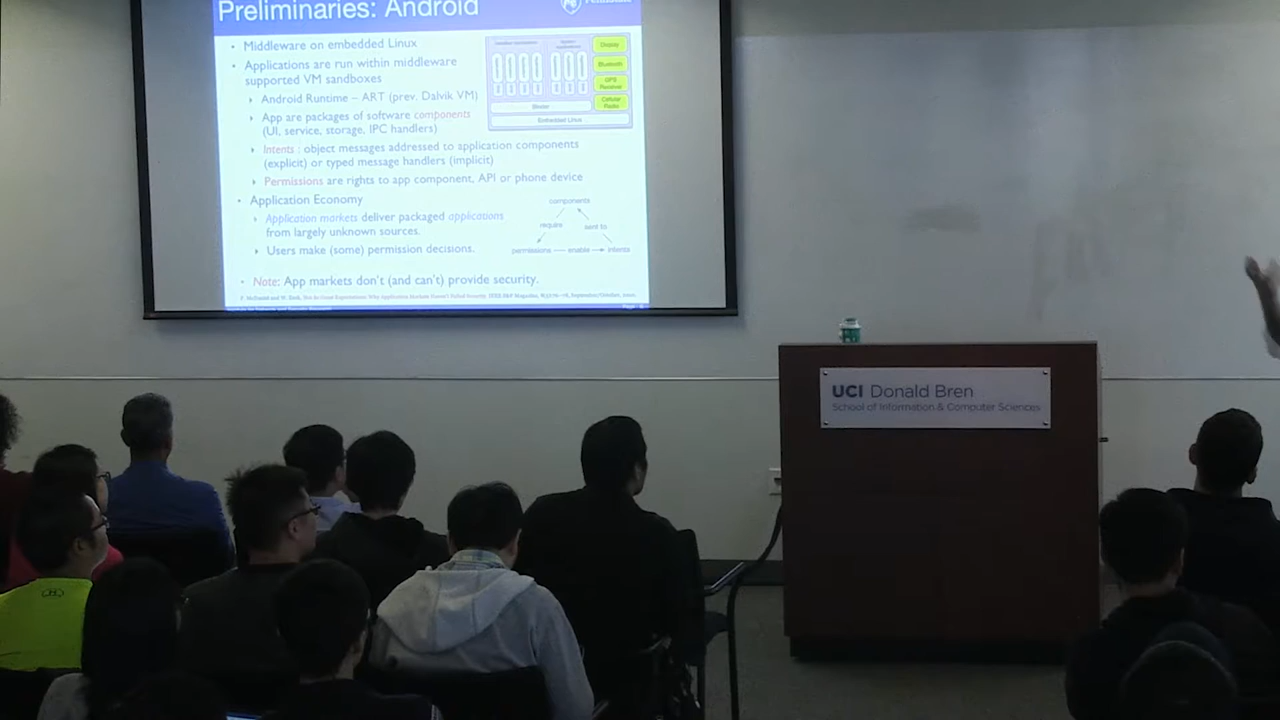 Preliminaries: Android
PennState
• Middleware on embedded Linux
• Applications are run within middleware
supported VM sandboxes
‣ Android Runtime – ART (prev. Dalvik VM)
‣ App are packages of software components
(UI, service, storage, IPC handlers)
‣ Intents : object messages addressed to application components
(explicit) or typed message handlers (implicit)
‣ Permissions are rights to app component, API or phone device
• Application Economy
‣ Application markets deliver packaged applications
from largely unknown sources.
‣ Users make (some) permission decisions.
• Note: App markets don't (and can't) provide security.
Display
Bluetooth
GPS
Receiver
Cellular
Radio
Binder
Embedded Linux
components
require
sent to
permissions
enable
intents
Page
UCI Donald Bren
School of Information & Computer Sciences